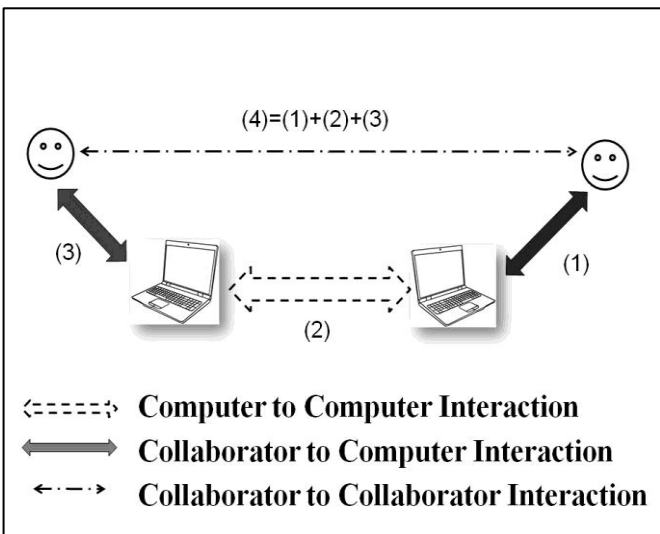 (4)=(1)+(2)+(3)
(3)
(1)
(2)
Computer to Computer Interaction
Collaborator to Computer Interaction
Collaborator to Collaborator Interaction